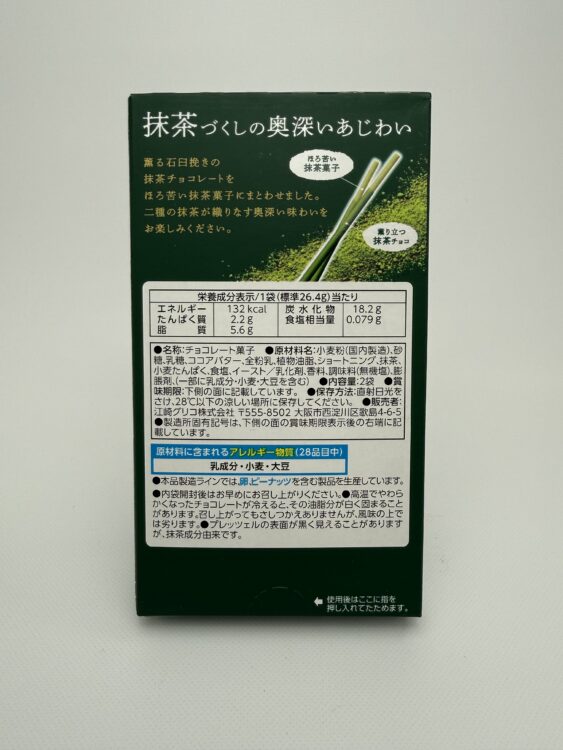 抹茶づくしの奥深いあじわい
薫る石臼挽きの
抹茶チョコレートを
ほろ苦い抹茶菓子にまとわせました。
二種の抹茶が織りなす奥深い味わいを
お楽しみください。
ほろ苦い
抹茶菓子
薫り立つ
抹茶チョコ
栄養成分表示/1袋(標準26.4g)当たり
エネルギー 132kcal 炭水化物 18.2g
たんぱく質 2.2g 食塩相当量 0.079g
脂質 5.6g
●名称:チョコレート菓子 ●原材料名:小麦粉(国内製造)、砂
糖、乳糖、ココアバター、全粉乳、植物油脂、ショートニング、抹茶、
小麦たんぱく、食塩、イースト/乳化剤、香料、調味料(無機塩)、膨
脹剤、(一部に乳成分・小麦・大豆を含む) ●内容量:2袋 ●賞
味期限:下側の面に記載しています。 ●保存方法:直射日光を
さけ、28℃以下の涼しい場所に保存してください。 ●販売者:
江崎グリコ株式会社 〒555-8502 大阪市西淀川区歌島4-6-5
●製造所固有記号は、下側の面の賞味期限表示後の右端に記
載しています。
原材料に含まれるアレルギー物質(28品目中)
乳成分・小麦・大豆
●本品製造ラインでは、卵、ピーナッツを含む製品を生産しています。
●内袋開封後はお早めにお召し上がりください。●高温でやわら
かくなったチョコレートが冷えると、その油脂分が白く固まること
があります。召し上がってもさしつかえありませんが、風味の上で
は劣ります。●プレッツェルの表面が黒く見えることがあります
が、抹茶成分由来です。
使用後はここに指を
押し入れてたためます。